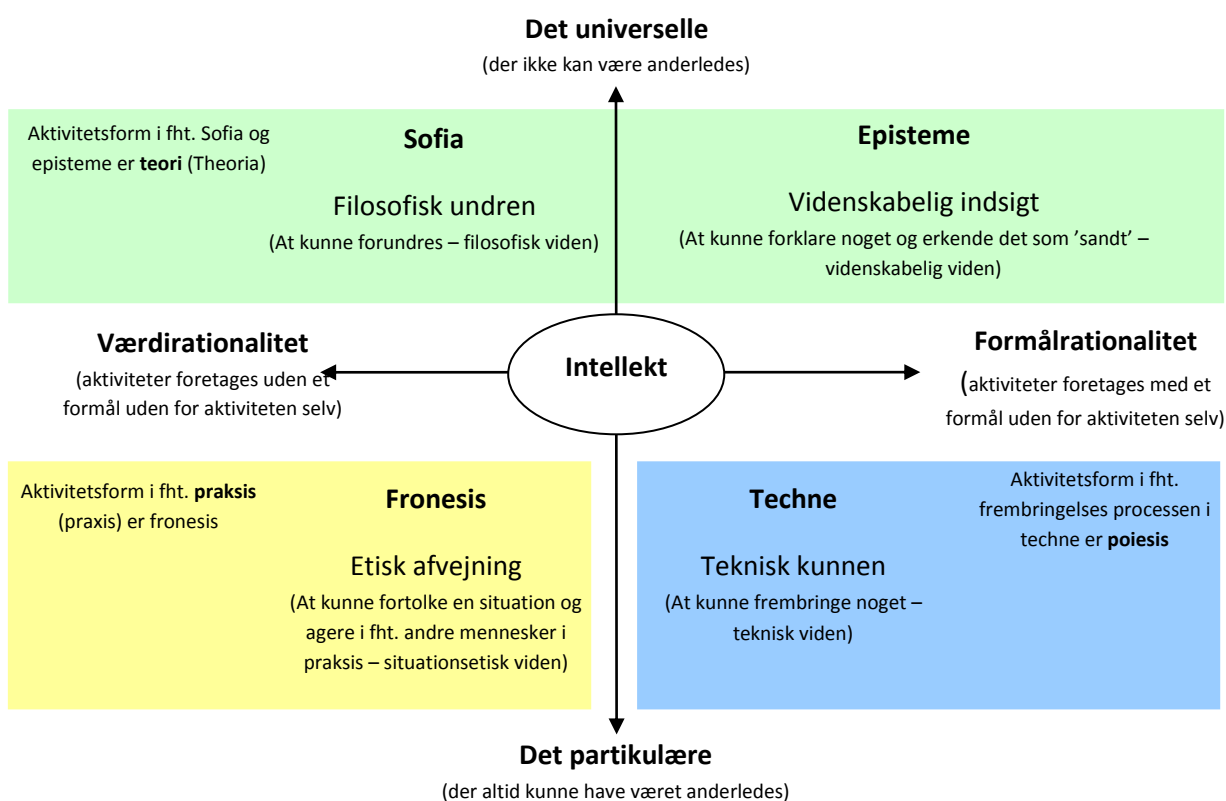 Det universelle
(der ikke kan være anderledes)
Aktivitetsform i fht. Sofia og
episteme er teori (Theoria)
Sofia
Filosofisk undren
(At kunne forundres – filosofisk viden)
Episteme
Videnskabelig indsigt
(At kunne forklare noget og erkende det som ’sandt’ –
videnskabelig viden)
Værdirationalitet
(aktiviteter foretages uden et
formål uden for aktiviteten selv)
Intellekt
Formålrationalitet
(aktiviteter foretages med et
formål uden for aktiviteten selv)
Aktivitetsform i fht. praksis
(praxis) er fronesis
Fronesis
Etisk afvejning
(At kunne fortolke en situation og
agere i fht. andre mennesker i
praksis – situationsetisk viden)
Techne
Teknisk kunnen
(At kunne frembringe noget –
teknisk viden)
Aktivitetsform i fht.
frembringelses processen i
techne er poiesis
Det partikulære
(der altid kunne have været anderledes)